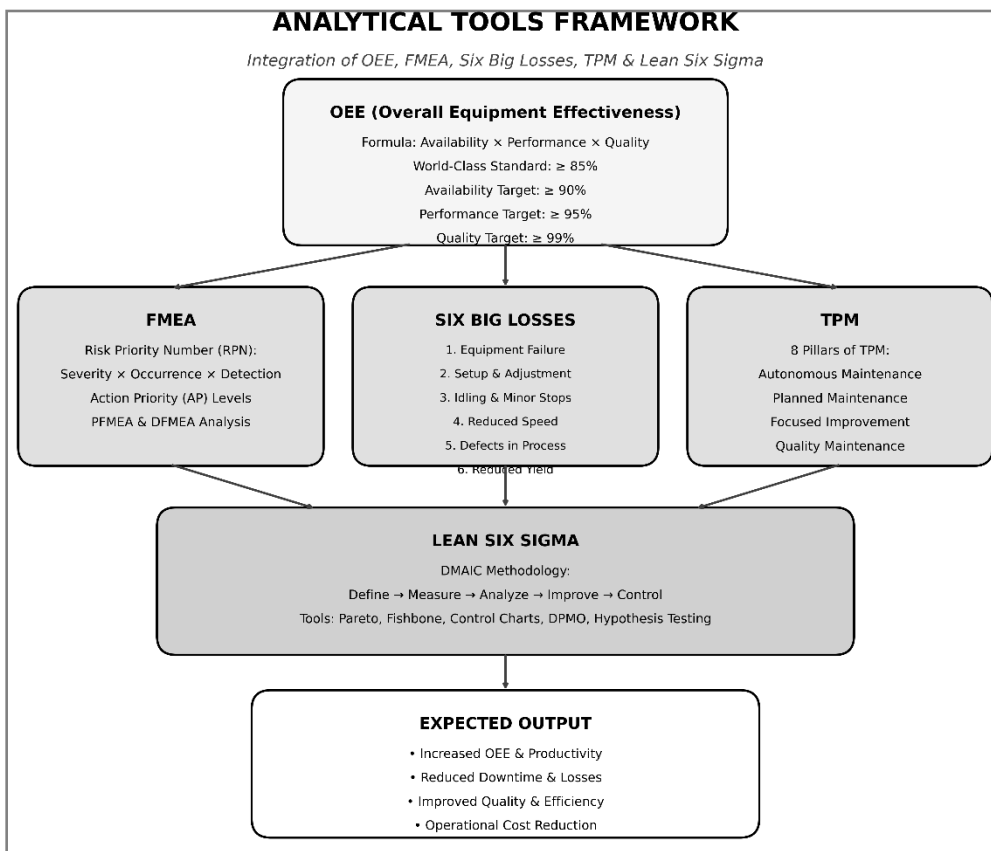 ANALYTICAL TOOLS FRAMEWORK
Integration of OEE, FMEA, Six Big Losses, TPM & Lean Six Sigma
OEE (Overall Equipment Effectiveness)
Formula: Availability × Performance × Quality
World-Class Standard: ≥ 85%
Availability Target: ≥ 90%
Performance Target: ≥ 95%
Quality Target: ≥ 99%
FMEA
Risk Priority Number (RPN):
Severity × Occurrence × Detection
Action Priority (AP) Levels
PFMEA & DFMEA Analysis
SIX BIG LOSSES
1. Equipment Failure
2. Setup & Adjustment
3. Idling & Minor Stops
4. Reduced Speed
5. Defects in Process
6. Reduced Yield
TPM
8 Pillars of TPM:
Autonomous Maintenance
Planned Maintenance
Focused Improvement
Quality Maintenance
LEAN SIX SIGMA
DMAIC Methodology:
Define → Measure → Analyze → Improve → Control
Tools: Pareto, Fishbone, Control Charts, DPMO, Hypothesis Testing
EXPECTED OUTPUT
• Increased OEE & Productivity
• Reduced Downtime & Losses
• Improved Quality & Efficiency
• Operational Cost Reduction